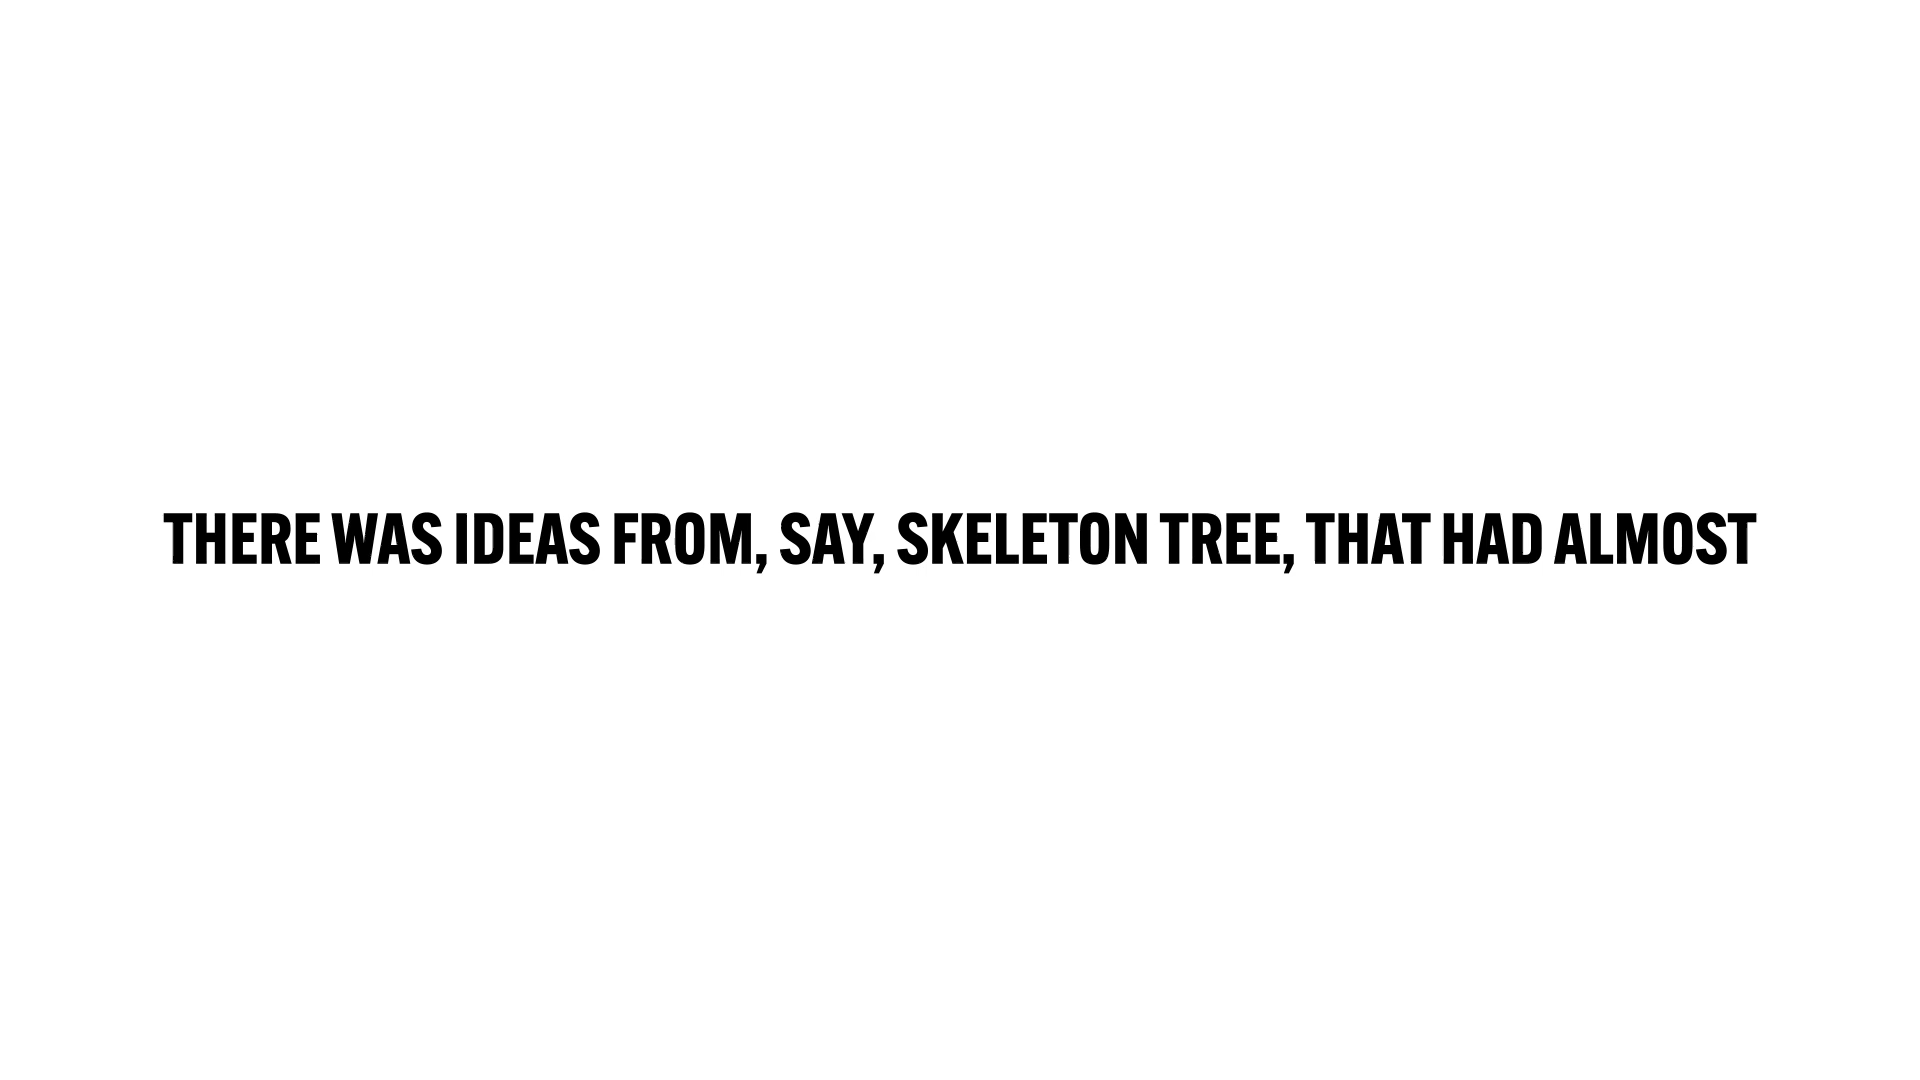 THERE WAS IDEAS FROM, SAY, SKELETON TREE, THAT HAD ALMOST